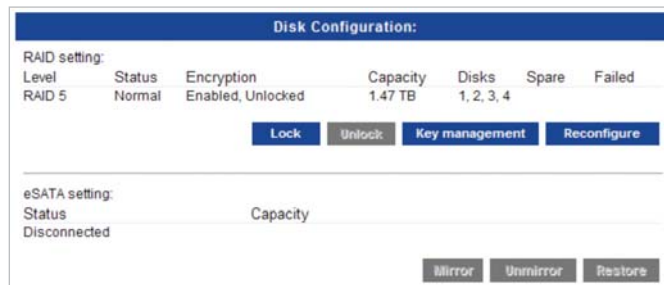 Disk Configuration:
RAID setting:
Level Status Encryption Capacity Disks Spare Failed
RAID 5 Normal Enabled, Unlocked 1.47 TB 1, 2, 3, 4
Lock Unlock Key management Reconfigure
eSATA setting:
Status Capacity
Disconnected
Mirror Unmirror Restore